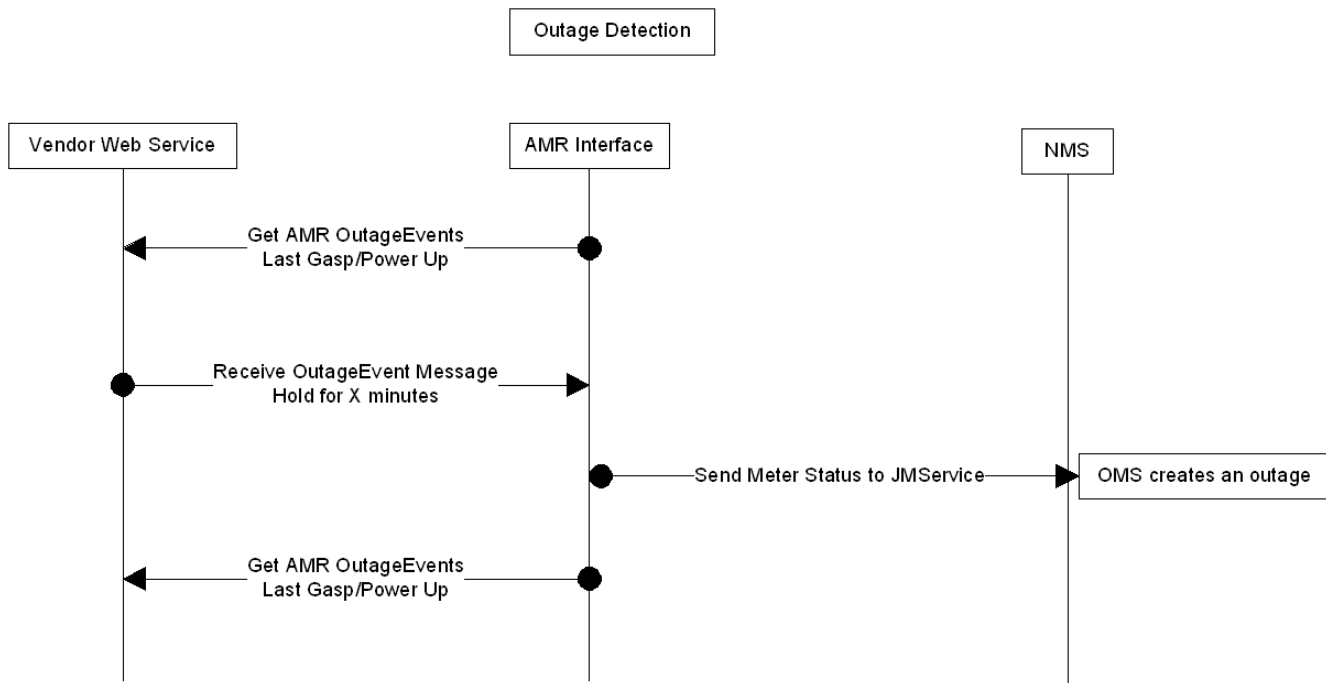 Outage Detection
Vendor Web Service
AMR Interface
NMS
Get AMR OutageEvents
Last Gasp/Power Up
Receive OutageEvent Message
Hold for X minutes
Send Meter Status to JMService
OMS creates an outage
Get AMR OutageEvents
Last Gasp/Power Up